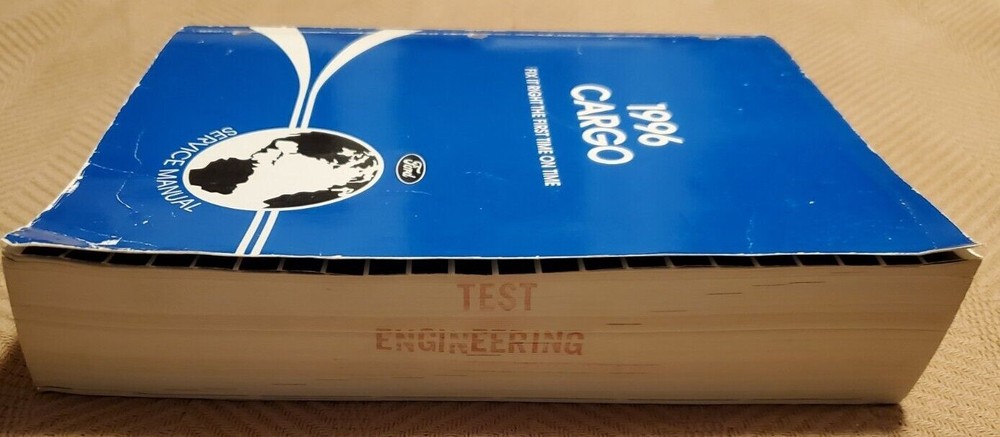 1996
CARGO
FIX IT RIGHT THE FIRST TIME ON TIME
Ford
SERVICE MANUAL
TEST
ENGINEERING